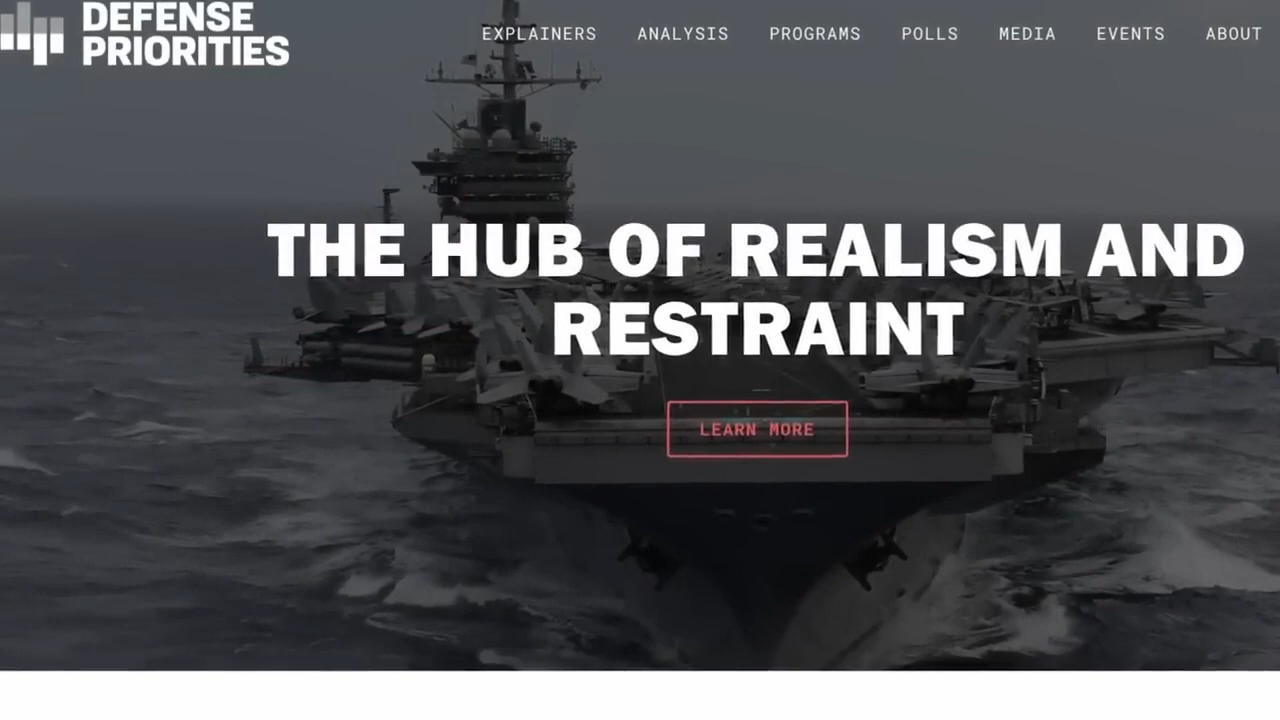 DEFENSE
PRIORITIES
EXPLAINERS ANALYSIS PROGRAMS POLLS MEDIA EVENTS ABOUT
THE HUB OF REALISM AND
RESTRAINT
LEARN MORE